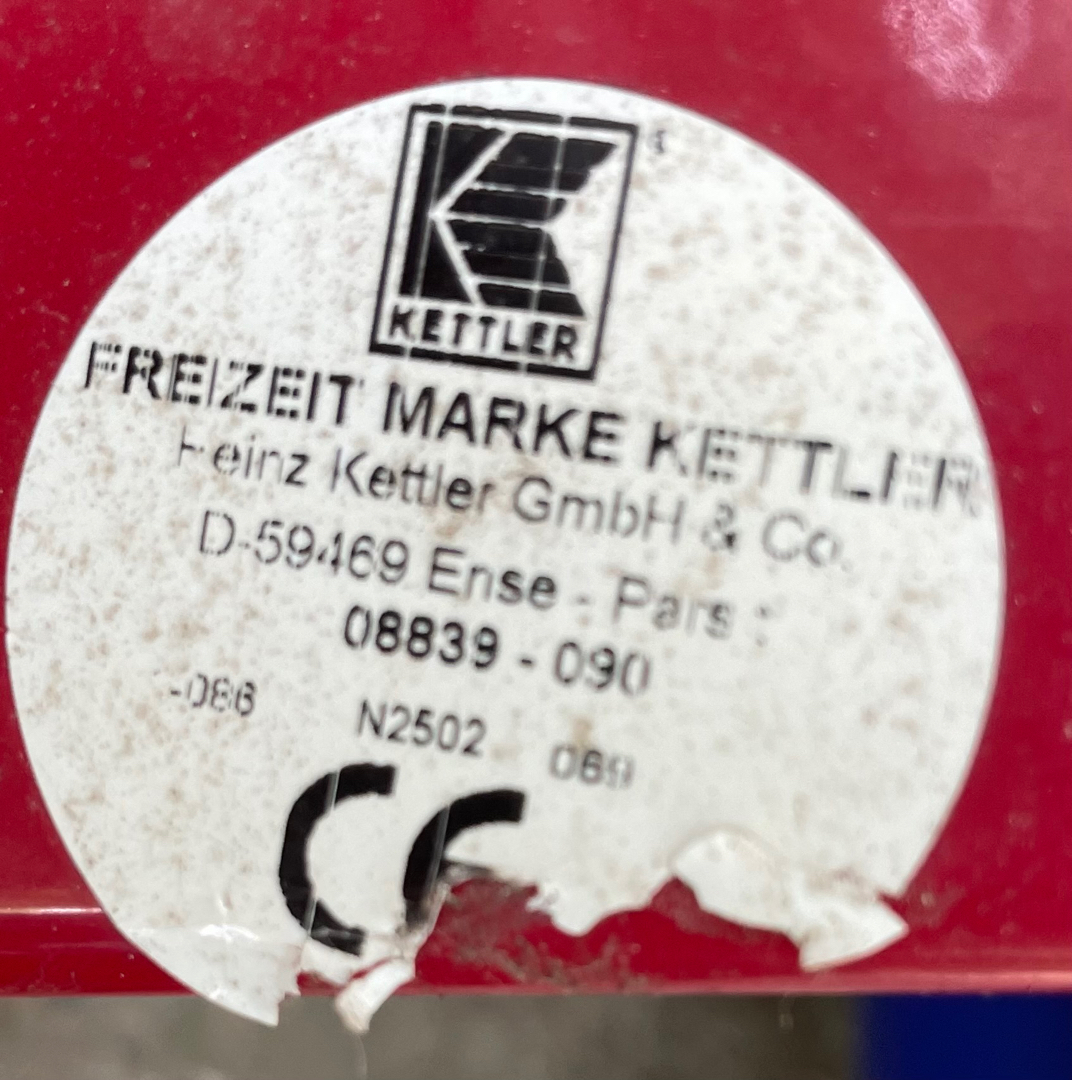 KETTLER
FREIZEIT MARKE KETTLER
Heinz Kettler GmbH & Co.
D-59469 Ense - Pars
08839 - 090
-086 N2502 069
CE